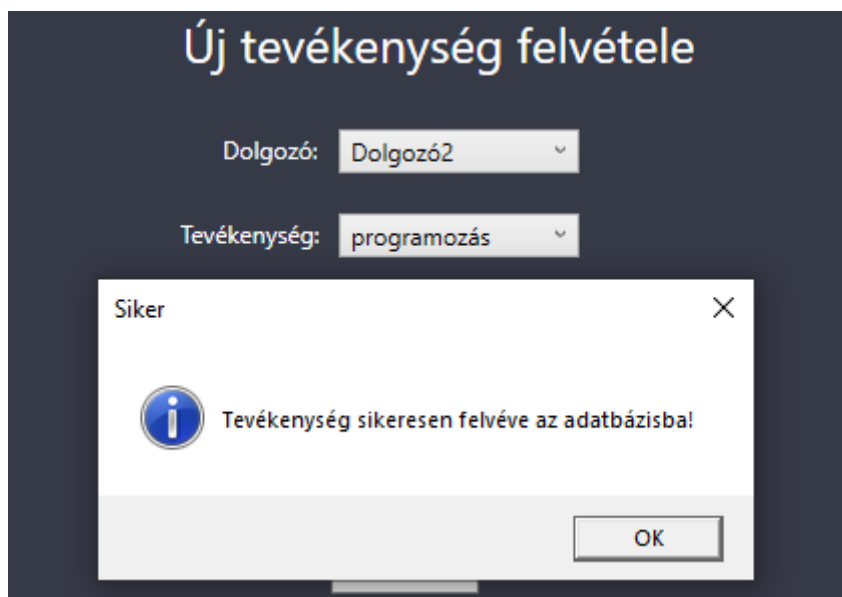 Új tevékenység felvétele
Dolgozó: Dolgozó2
Tevékenység: programozás
Siker
Tevékenység sikeresen felvéve az adatbázisba!
OK